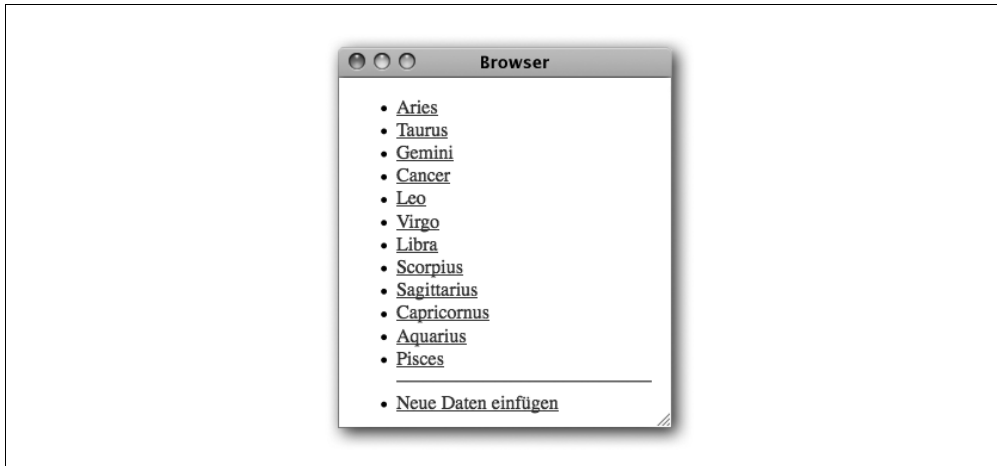 Browser
Aries
Taurus
Gemini
Cancer
Leo
Virgo
Libra
Scorpius
Sagittarius
Capricornus
Aquarius
Pisces
Neue Daten einfügen